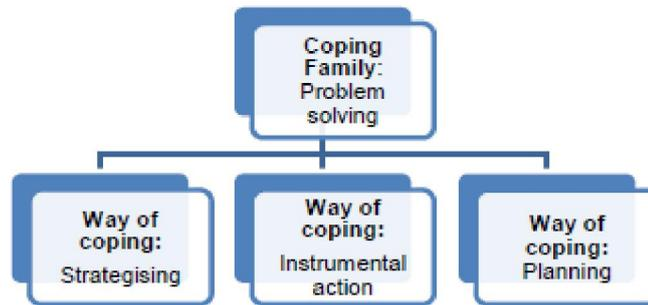 Coping
Family:
Problem
solving
Way of
coping:
Strategising
Way of
coping:
Instrumental
action
Way of
coping:
Planning